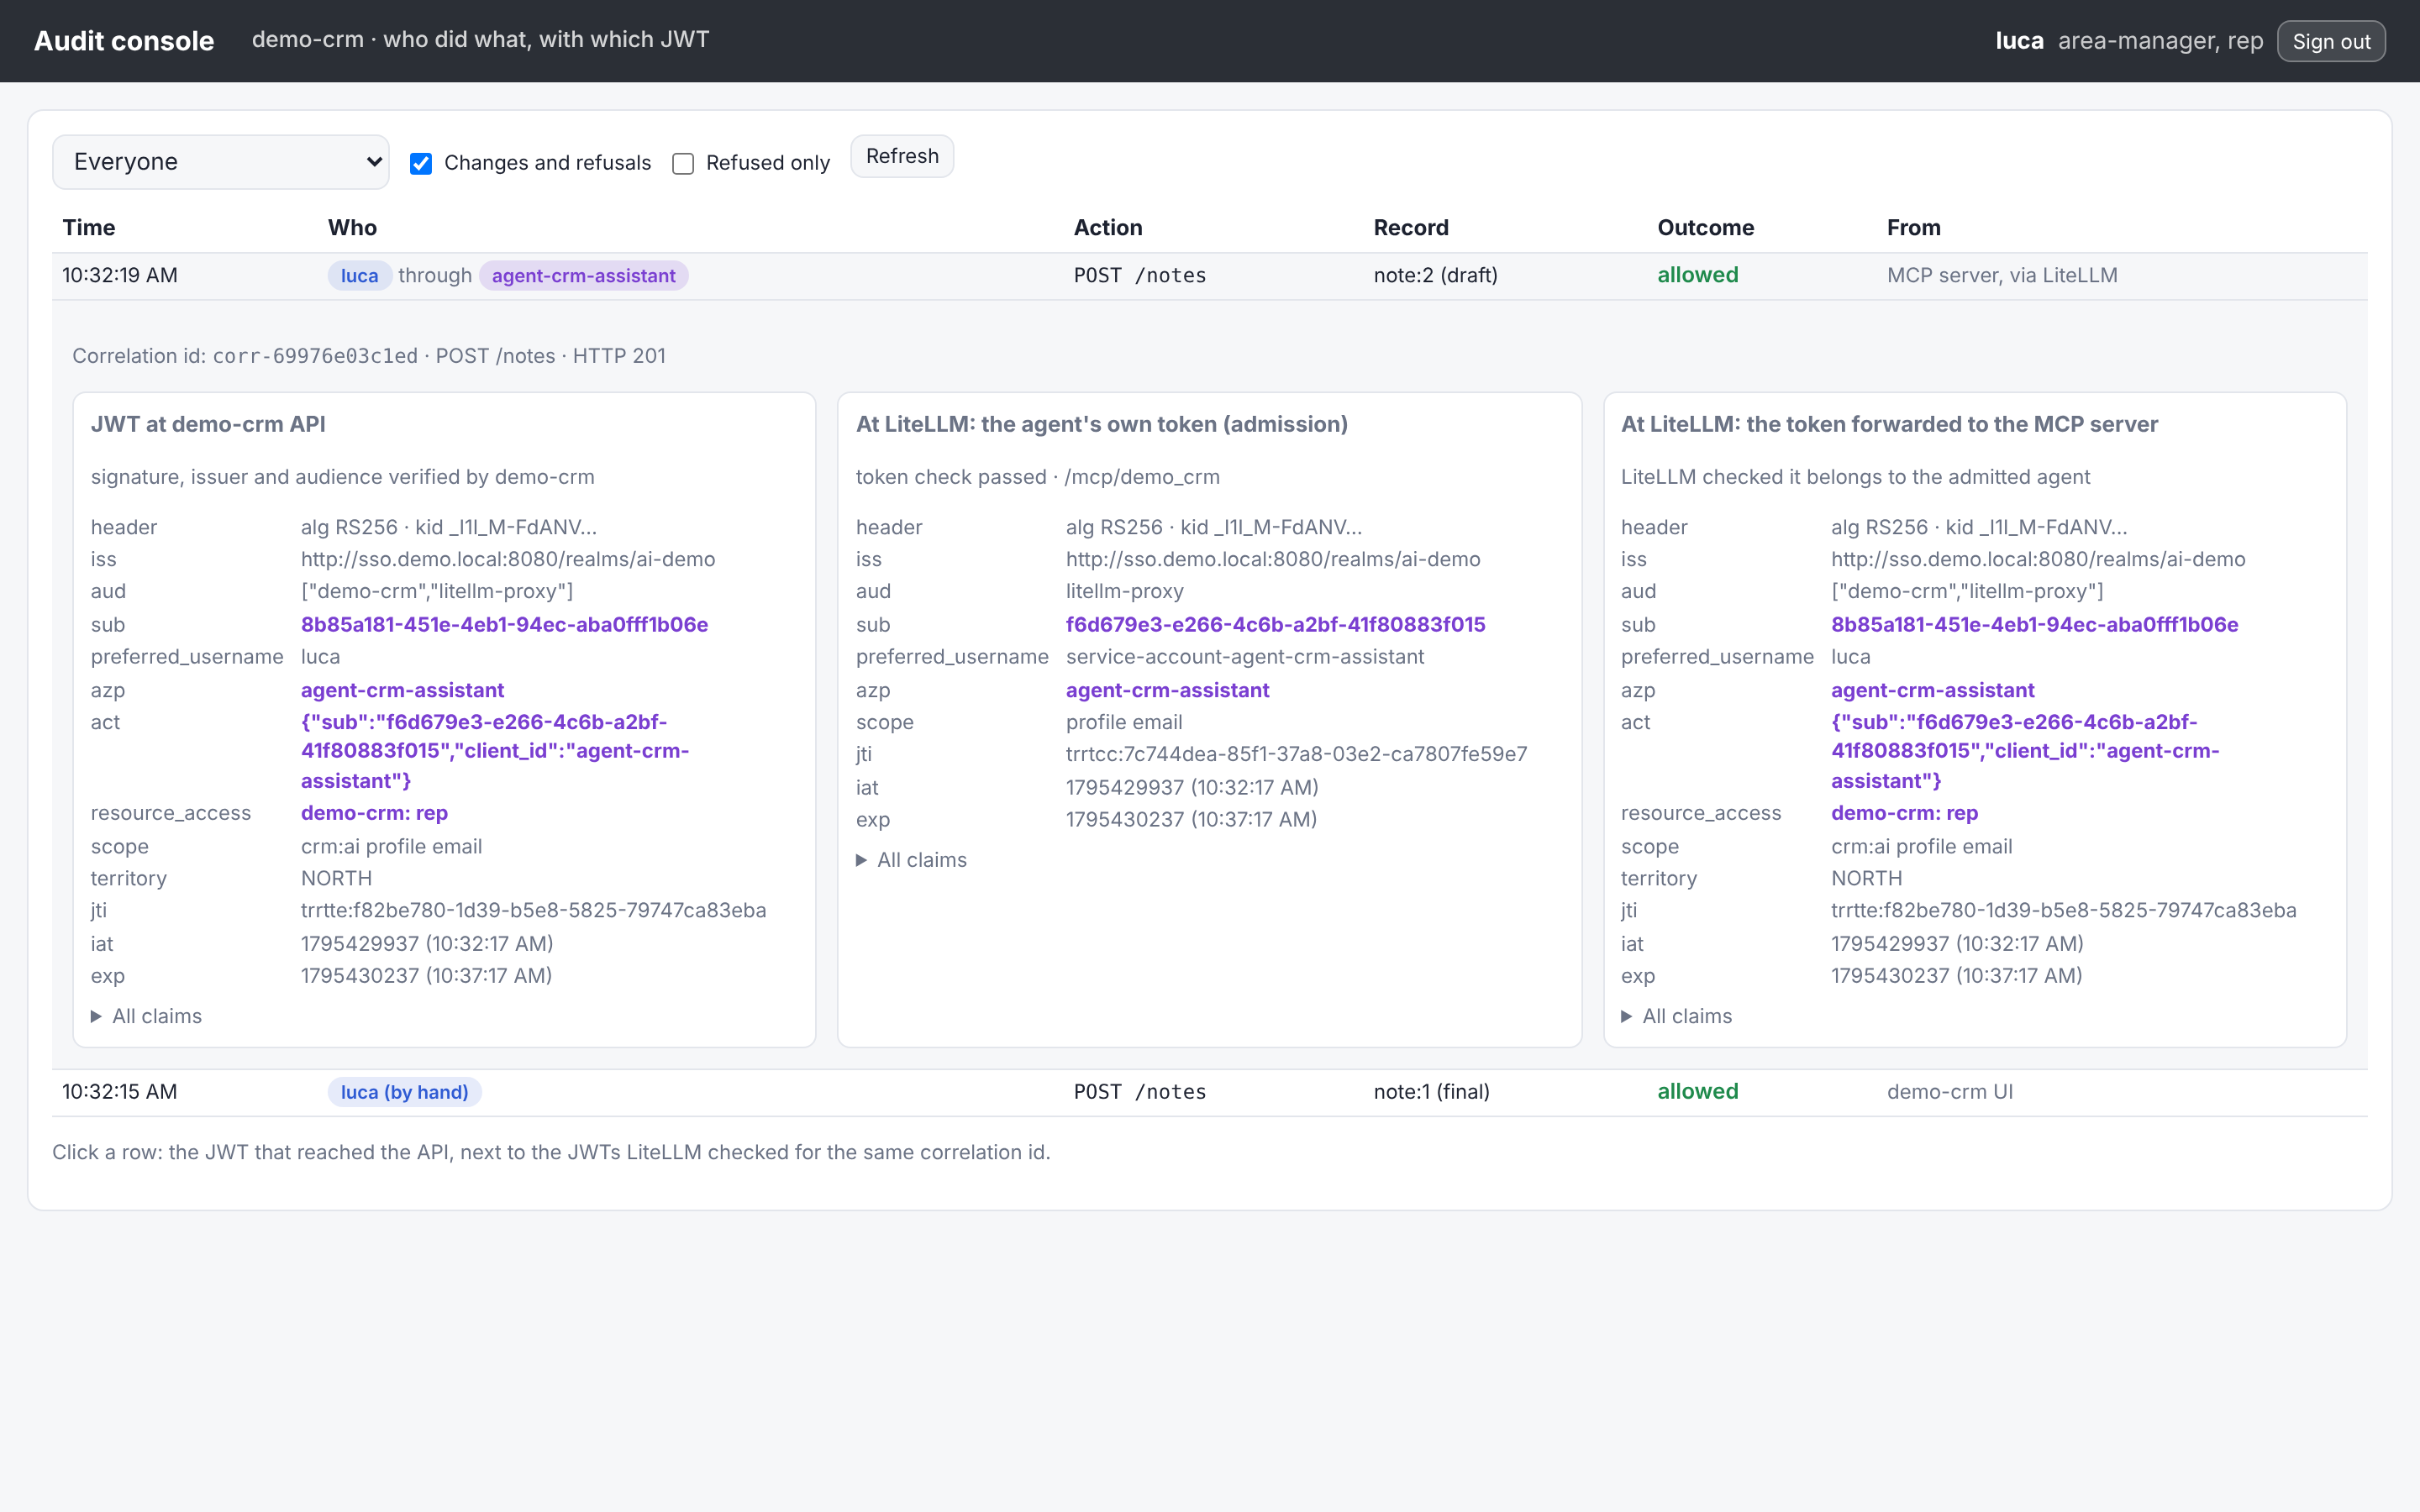 Audit console demo-crm · who did what, with which JWT luca area-manager, rep Sign out
Everyone Changes and refusals Refused only Refresh
Time Who Action Record Outcome From
10:32:19 AM luca through agent-crm-assistant POST /notes note:2 (draft) allowed MCP server, via LiteLLM
Correlation id: corr-69976e03c1ed · POST /notes · HTTP 201
JWT at demo-crm API
signature, issuer and audience verified by demo-crm
header alg RS256 · kid _I1I_M-FdANV...
iss http://sso.demo.local:8080/realms/ai-demo
aud ["demo-crm","litellm-proxy"]
sub 8b85a181-451e-4eb1-94ec-aba0fff1b06e
preferred_username luca
azp agent-crm-assistant
act {"sub":"f6d679e3-e266-4c6b-a2bf-
41f80883f015","client_id":"agent-crm-
assistant"}
resource_access demo-crm: rep
scope crm:ai profile email
territory NORTH
jti trrtte:f82be780-1d39-b5e8-5825-79747ca83eba
iat 1795429937 (10:32:17 AM)
exp 1795430237 (10:37:17 AM)
▶ All claims
At LiteLLM: the agent's own token (admission)
token check passed · /mcp/demo_crm
header alg RS256 · kid _I1I_M-FdANV...
iss http://sso.demo.local:8080/realms/ai-demo
aud litellm-proxy
sub f6d679e3-e266-4c6b-a2bf-41f80883f015
preferred_username service-account-agent-crm-assistant
azp agent-crm-assistant
scope profile email
jti trrtcc:7c744dea-85f1-37a8-03e2-ca7807fe59e7
iat 1795429937 (10:32:17 AM)
exp 1795430237 (10:37:17 AM)
▶ All claims
At LiteLLM: the token forwarded to the MCP server
LiteLLM checked it belongs to the admitted agent
header alg RS256 · kid _I1I_M-FdANV...
iss http://sso.demo.local:8080/realms/ai-demo
aud ["demo-crm","litellm-proxy"]
sub 8b85a181-451e-4eb1-94ec-aba0fff1b06e
preferred_username luca
azp agent-crm-assistant
act {"sub":"f6d679e3-e266-4c6b-a2bf-
41f80883f015","client_id":"agent-crm-
assistant"}
resource_access demo-crm: rep
scope crm:ai profile email
territory NORTH
jti trrtte:f82be780-1d39-b5e8-5825-79747ca83eba
iat 1795429937 (10:32:17 AM)
exp 1795430237 (10:37:17 AM)
▶ All claims
10:32:15 AM luca (by hand) POST /notes note:1 (final) allowed demo-crm UI
Click a row: the JWT that reached the API, next to the JWTs LiteLLM checked for the same correlation id.